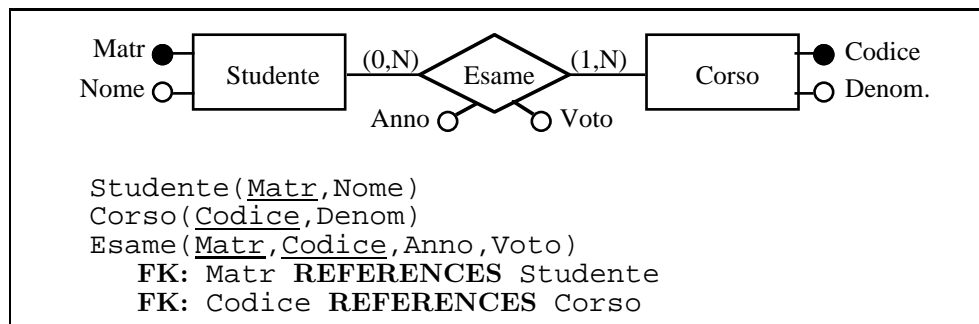 Matr
Nome
Studente
(0,N)
Esame
(1,N)
Corso
Codice
Denom.
Anno
Voto
Studente(Matr,Nome)
Corso(Codice,Denom)
Esame(Matr,Codice,Anno,Voto)
FK: Matr REFERENCES Studente
FK: Codice REFERENCES Corso